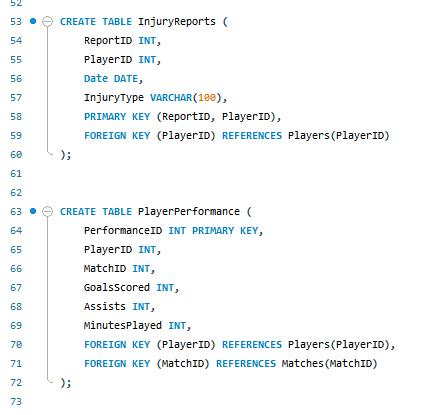 52
53 CREATE TABLE InjuryReports (
54 ReportID INT,
55 PlayerID INT,
56 Date DATE,
57 InjuryType VARCHAR(100),
58 PRIMARY KEY (ReportID, PlayerID),
59 FOREIGN KEY (PlayerID) REFERENCES Players(PlayerID)
60 );
61
62
63 CREATE TABLE PlayerPerformance (
64 PerformanceID INT PRIMARY KEY,
65 PlayerID INT,
66 MatchID INT,
67 GoalsScored INT,
68 Assists INT,
69 MinutesPlayed INT,
70 FOREIGN KEY (PlayerID) REFERENCES Players(PlayerID),
71 FOREIGN KEY (MatchID) REFERENCES Matches(MatchID)
72 );
73